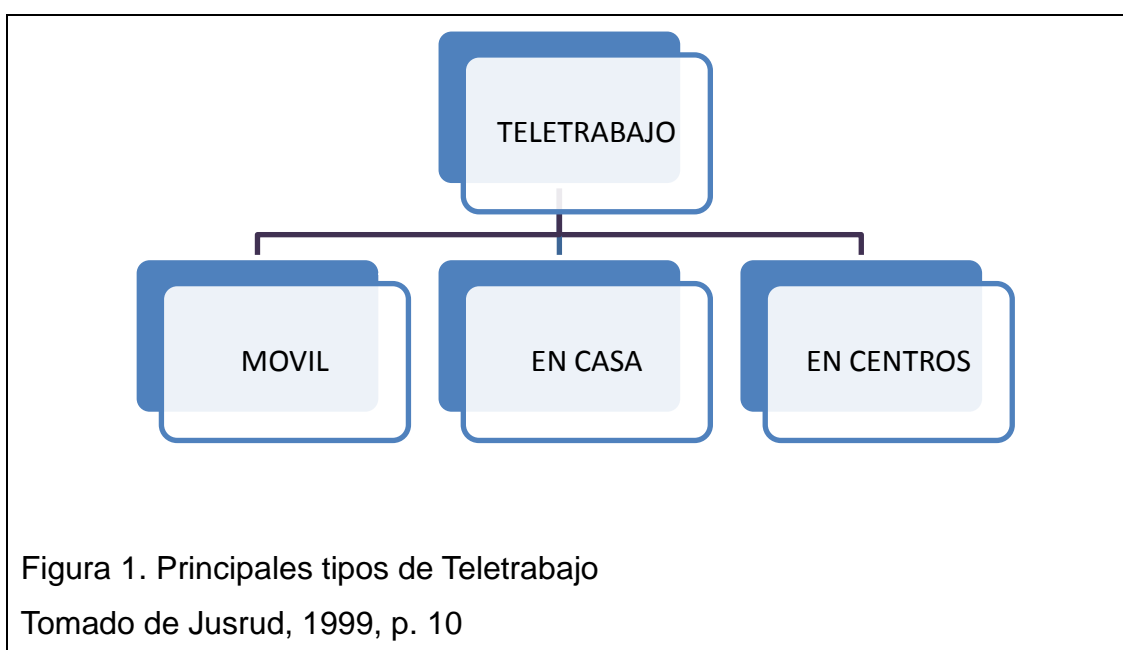 TELETRABAJO
MOVIL
EN CASA
EN CENTROS
Figura 1. Principales tipos de Teletrabajo
Tomado de Jusrud, 1999, p. 10